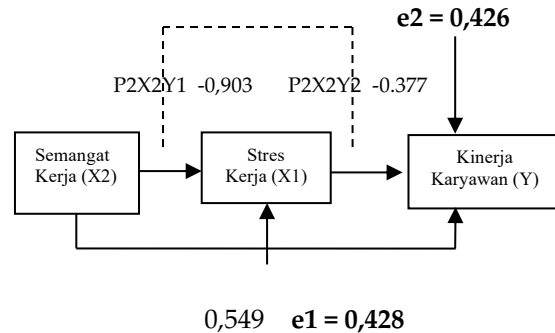 e2 = 0,426
P2X2Y1 -0,903 P2X2Y2 -0.377
Semangat
Kerja (X2)
Stres
Kerja (X1)
Kinerja
Karyawan (Y)
0,549 e1 = 0,428